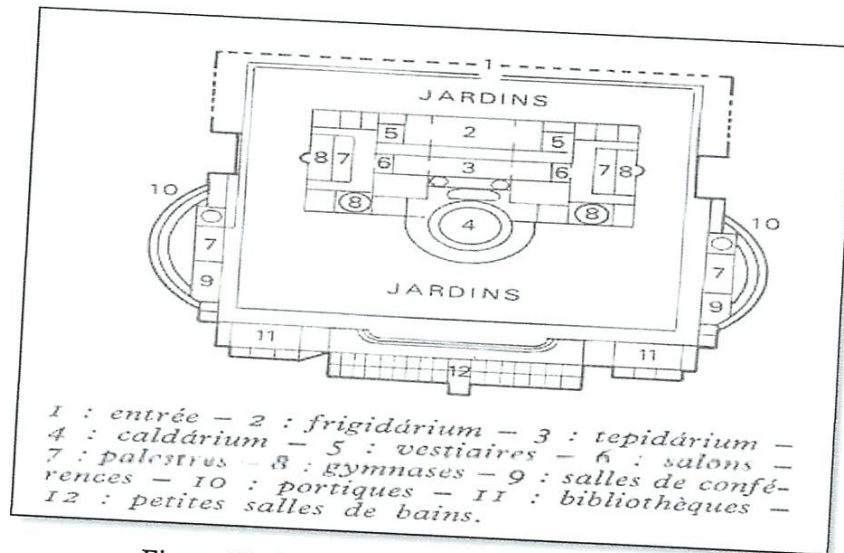 1
JARDINS
5 2 5
8 7 6 3 6 7 8
8 4 8
10 10
7 7
9 9
JARDINS
11 11
12
1 : entrée – 2 : frigidárium – 3 : tepidárium –
4 : caldárium – 5 : vestiaires – 6 : salons –
7 : palestres – 8 : gymnases – 9 : salles de confé-
rences – 10 : portiques – 11 : bibliothèques –
12 : petites salles de bains.